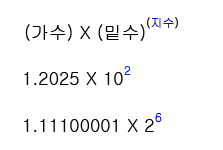 (가수) X (밑수)^(지수)
1.2025 X 10²
1.11100001 X 2⁶